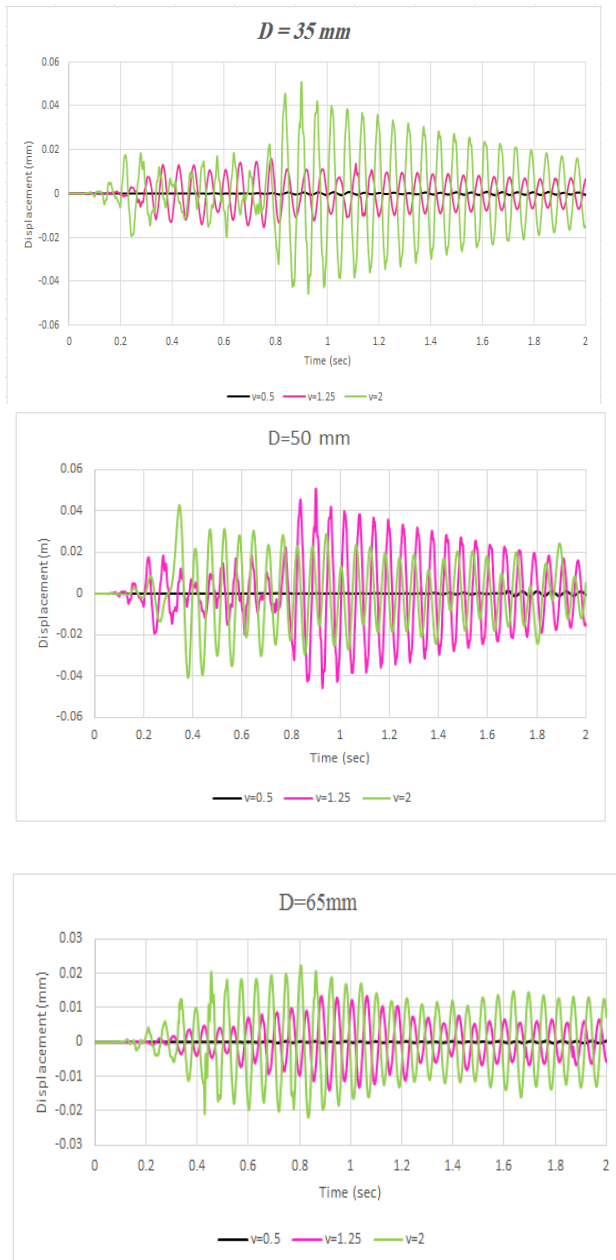 D = 35 mm
0.06
0.04
0.02
0
-0.02
-0.04
-0.06
Displacement (mm)
0 0.2 0.4 0.6 0.8 1 1.2 1.4 1.6 1.8 2
Time (sec)
v=0.5 v=1.25 v=2
D=50 mm
0.06
0.04
0.02
0
-0.02
-0.04
-0.06
Displacement (m)
0 0.2 0.4 0.6 0.8 1 1.2 1.4 1.6 1.8 2
Time (sec)
v=0.5 v=1.25 v=2
D=65mm
0.03
0.02
0.01
0
-0.01
-0.02
-0.03
Displacement (mm)
0 0.2 0.4 0.6 0.8 1 1.2 1.4 1.6 1.8 2
Time (sec)
v=0.5 v=1.25 v=2